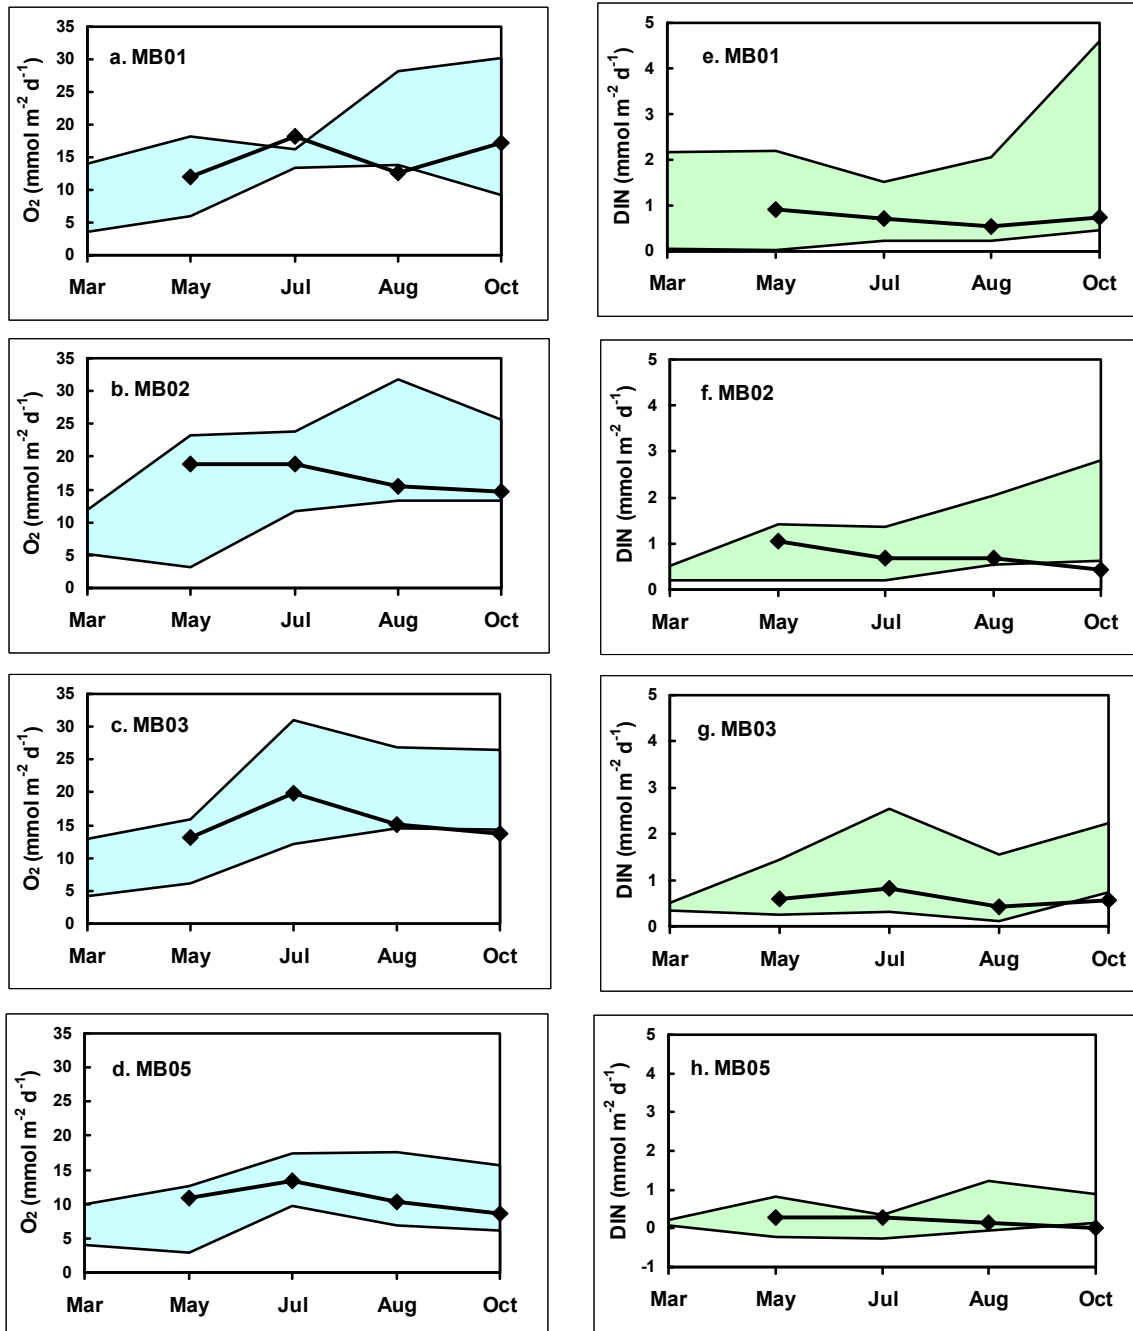 a. MB01
O₂ (mmol m⁻² d⁻¹)
35
30
25
20
15
10
5
0
Mar May Jul Aug Oct
e. MB01
DIN (mmol m⁻² d⁻¹)
5
4
3
2
1
0
Mar May Jul Aug Oct
b. MB02
O₂ (mmol m⁻² d⁻¹)
35
30
25
20
15
10
5
0
Mar May Jul Aug Oct
f. MB02
DIN (mmol m⁻² d⁻¹)
5
4
3
2
1
0
Mar May Jul Aug Oct
c. MB03
O₂ (mmol m⁻² d⁻¹)
35
30
25
20
15
10
5
0
Mar May Jul Aug Oct
g. MB03
DIN (mmol m⁻² d⁻¹)
5
4
3
2
1
0
Mar May Jul Aug Oct
d. MB05
O₂ (mmol m⁻² d⁻¹)
35
30
25
20
15
10
5
0
Mar May Jul Aug Oct
h. MB05
DIN (mmol m⁻² d⁻¹)
5
4
3
2
1
0
-1
Mar May Jul Aug Oct